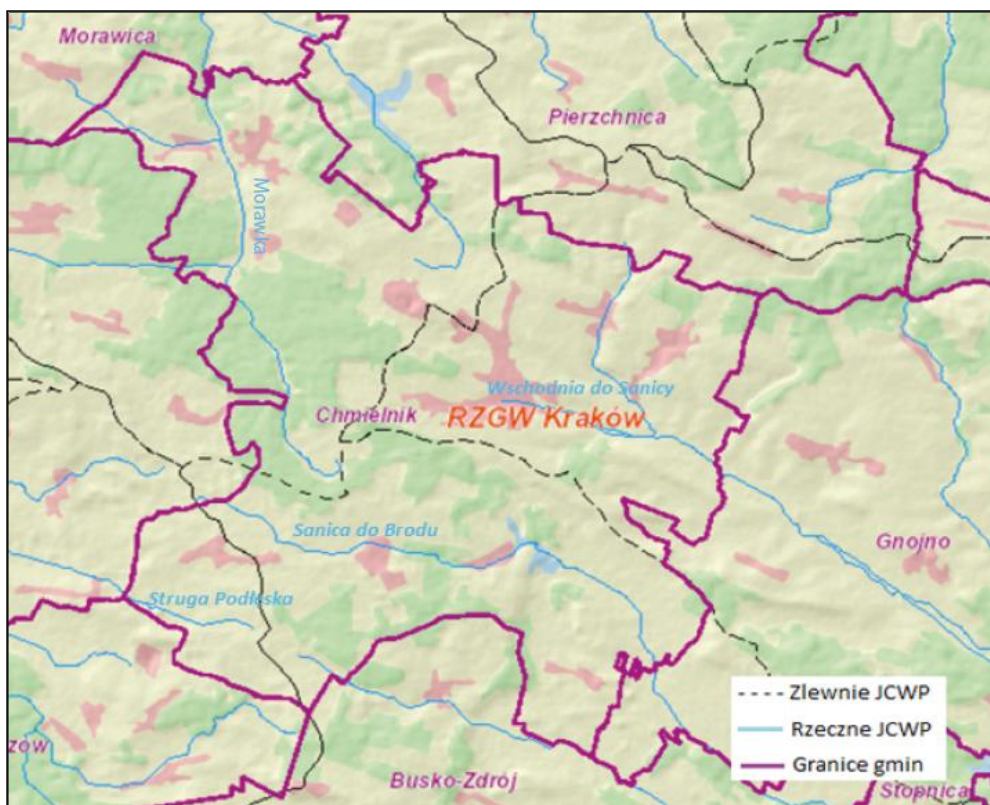 Morawica
Pierzchnica
Morawka
Wschodnia do Sanicy
Chmielnik
RZGW Kraków
Sanica do Brodu
Gnojno
Struga Podłęska
Zlewnie JCWP
Rzeczne JCWP
Granice gmin
zów
Busko-Zdrój
Stopnica